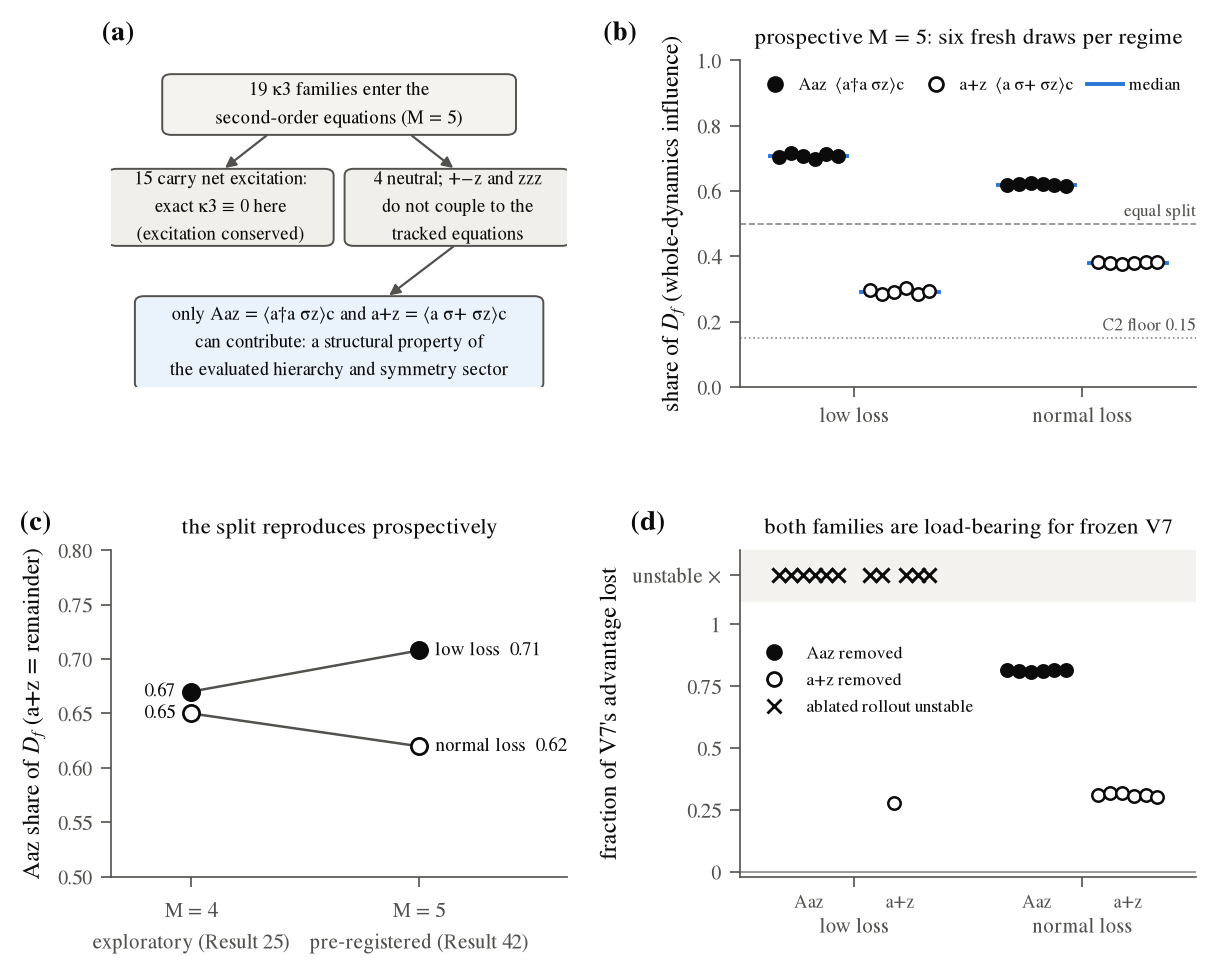 (a)
19 κ3 families enter the
second-order equations (M = 5)
15 carry net excitation:
exact κ3 ≡ 0 here
(excitation conserved)
4 neutral; +−z and zzz
do not couple to the
tracked equations
only Aaz = ⟨a†a σz⟩c and a+z = ⟨a σ+ σz⟩c
can contribute: a structural property of
the evaluated hierarchy and symmetry sector
(b)
prospective M = 5: six fresh draws per regime
share of D_f (whole-dynamics influence)
1.0
0.8
0.6
0.4
0.2
0.0
Aaz ⟨a†a σz⟩c
a+z ⟨a σ+ σz⟩c
median
equal split
C2 floor 0.15
low loss
normal loss
(c)
the split reproduces prospectively
Aaz share of D_f (a+z = remainder)
0.80
0.75
0.70
0.65
0.60
0.55
0.50
0.67
0.65
low loss 0.71
normal loss 0.62
M = 4
exploratory (Result 25)
M = 5
pre-registered (Result 42)
(d)
both families are load-bearing for frozen V7
fraction of V7's advantage lost
unstable ×
1
0.75
0.5
0.25
0
Aaz removed
a+z removed
ablated rollout unstable
Aaz
a+z
low loss
Aaz
a+z
normal loss